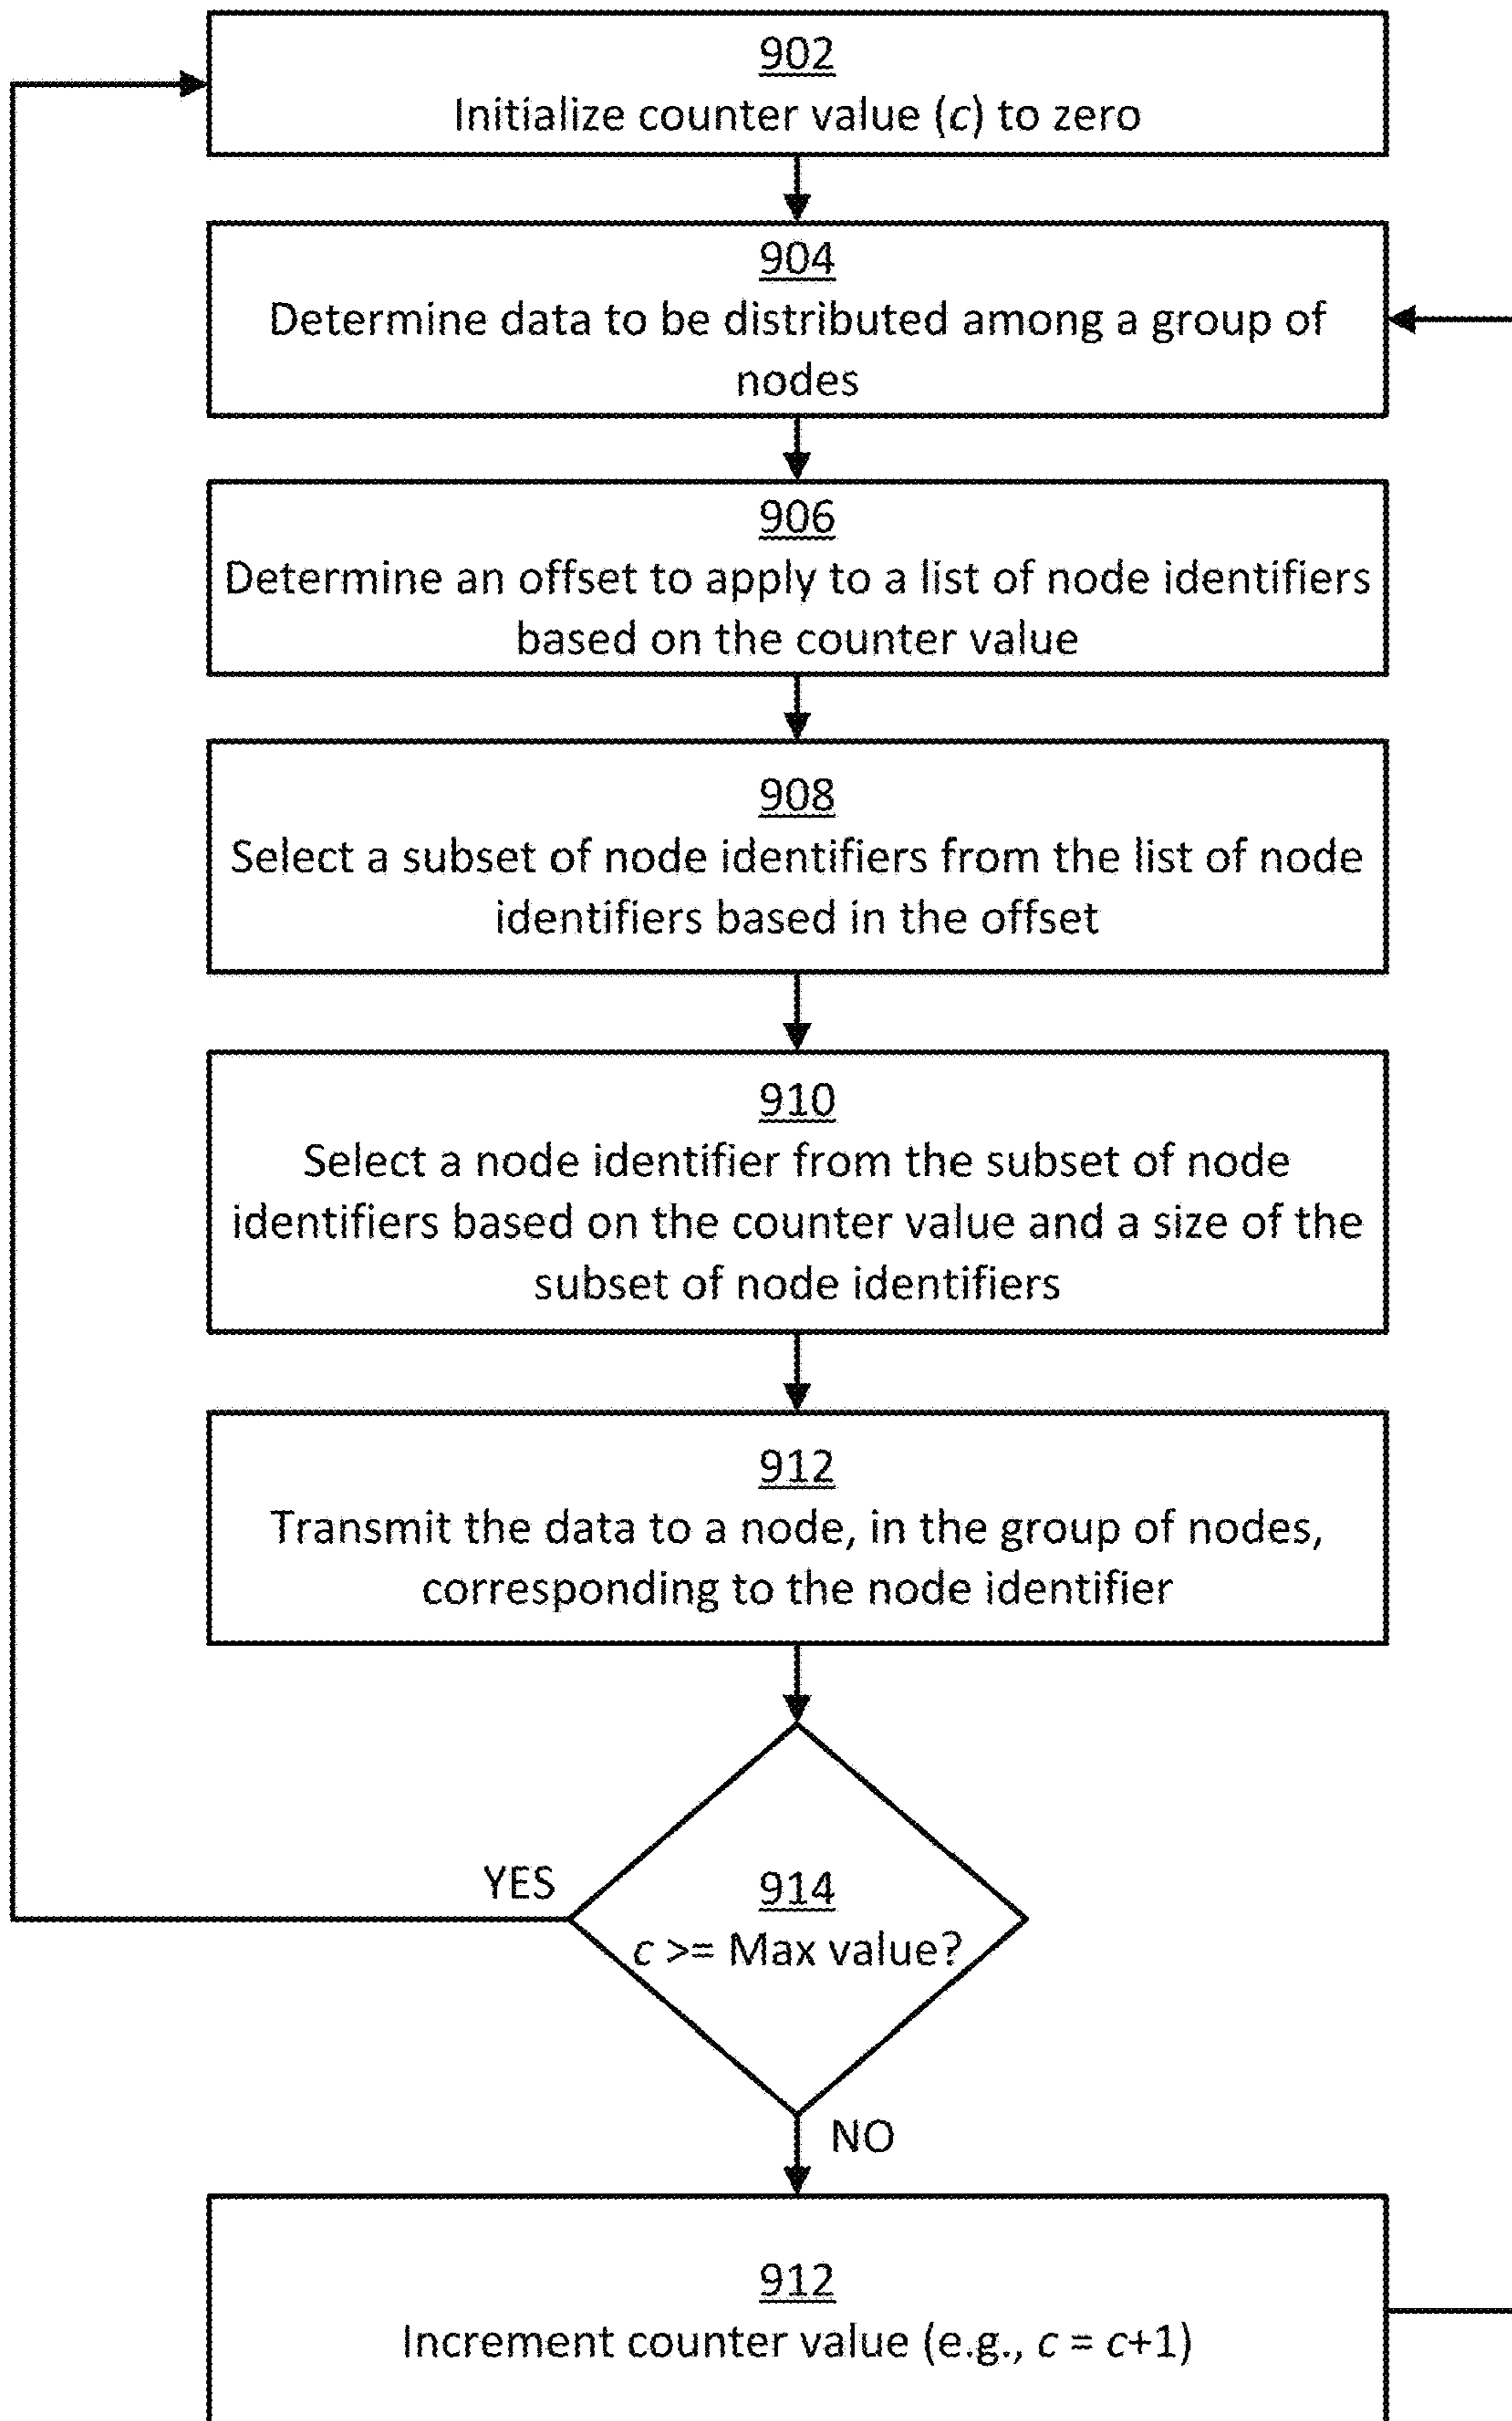 902
Initialize counter value (c) to zero
904
Determine data to be distributed among a group of
nodes
906
Determine an offset to apply to a list of node identifiers
based on the counter value
908
Select a subset of node identifiers from the list of node
identifiers based in the offset
910
Select a node identifier from the subset of node
identifiers based on the counter value and a size of the
subset of node identifiers
912
Transmit the data to a node, in the group of nodes,
corresponding to the node identifier
YES
914
c >= Max value?
NO
912
Increment counter value (e.g., c = c+1)